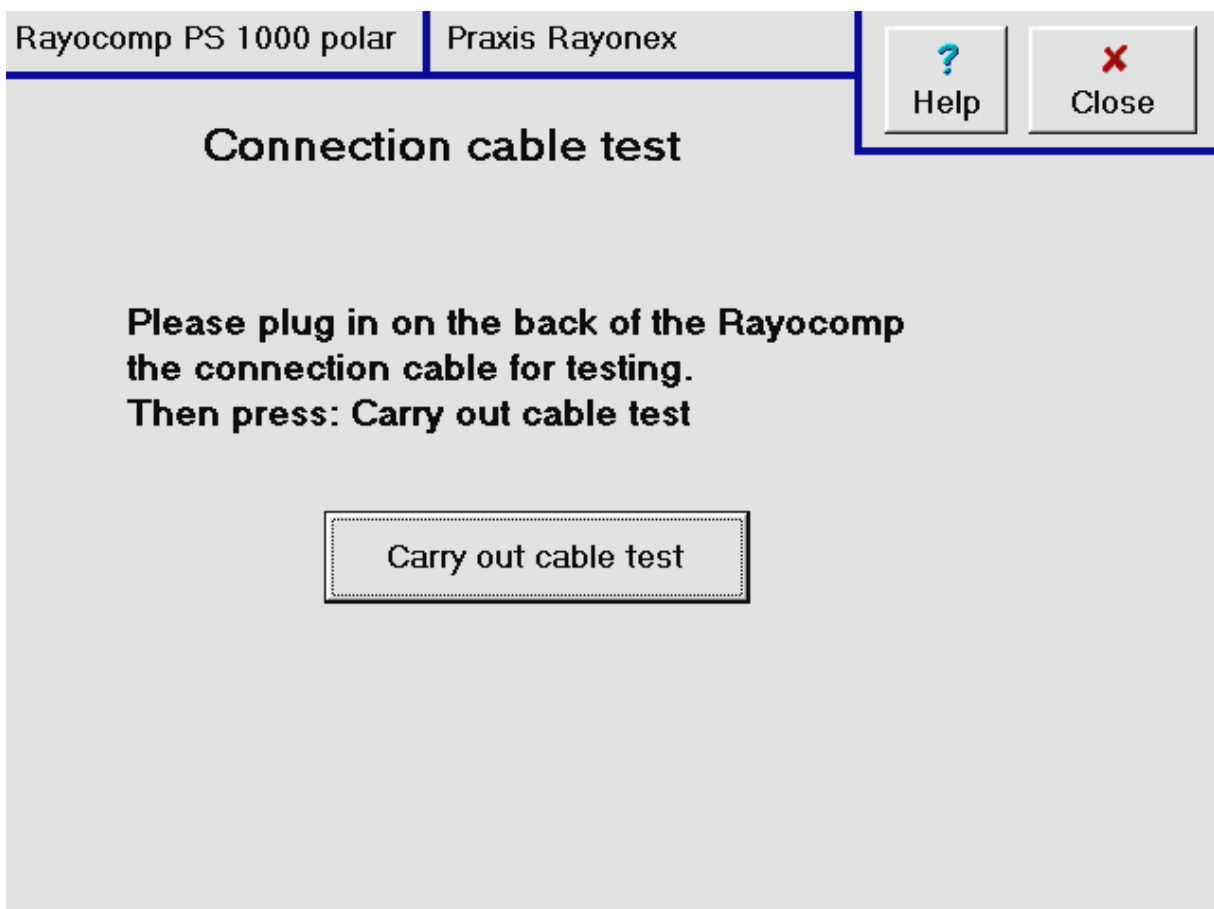 Rayocomp PS 1000 polar
Praxis Rayonex
?
Help
Close
Connection cable test
Please plug in on the back of the Rayocomp
the connection cable for testing.
Then press: Carry out cable test
Carry out cable test